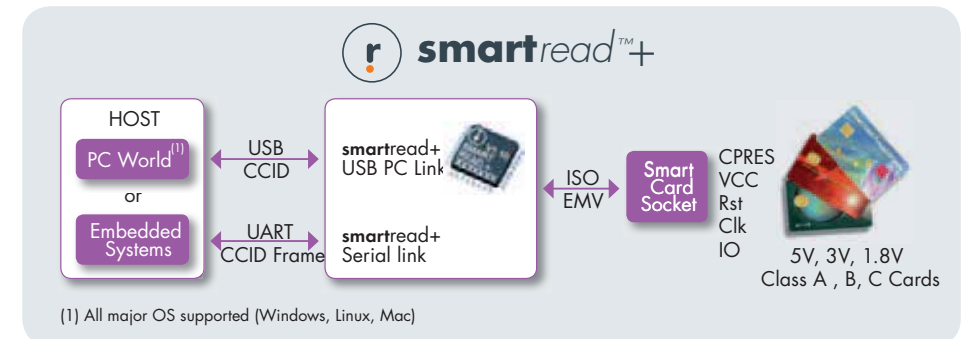 r smartread™+
HOST
PC World(1)
or
Embedded
Systems
USB
CCID
UART
CCID Frame
smartread+
USB PC Link
smartread+
Serial link
ISO
EMV
Smart
Card
Socket
CPRES
VCC
Rst
Clk
IO
5V, 3V, 1.8V
Class A , B, C Cards
(1) All major OS supported (Windows, Linux, Mac)